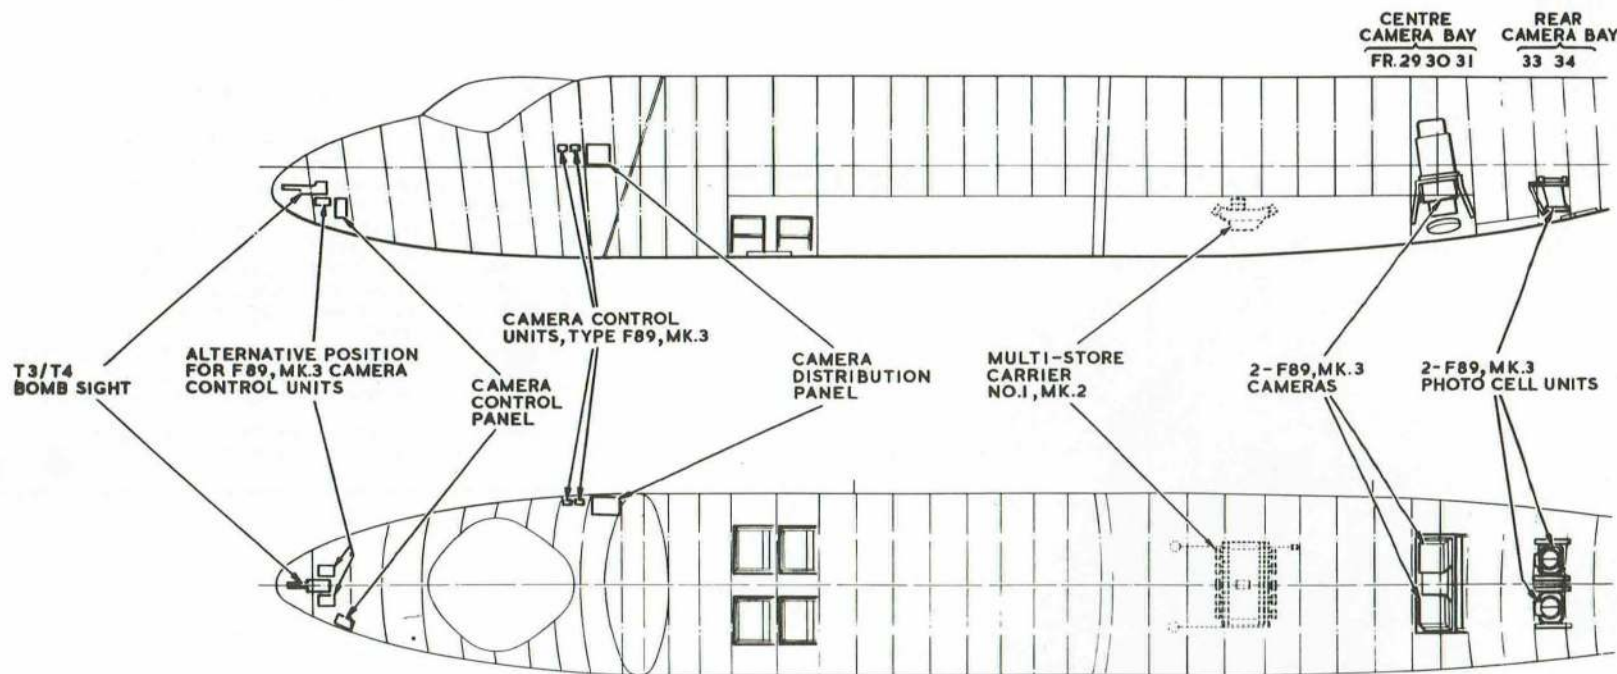 CENTRE
CAMERA BAY
FR. 29 30 31
REAR
CAMERA BAY
33 34
T3/T4
BOMB SIGHT
ALTERNATIVE POSITION
FOR F89, MK.3 CAMERA
CONTROL UNITS
CAMERA
CONTROL
PANEL
CAMERA CONTROL
UNITS, TYPE F89, MK.3
CAMERA
DISTRIBUTION
PANEL
MULTI-STORE
CARRIER
NO.1, MK.2
2-F89, MK.3
CAMERAS
2-F89, MK.3
PHOTO CELL UNITS